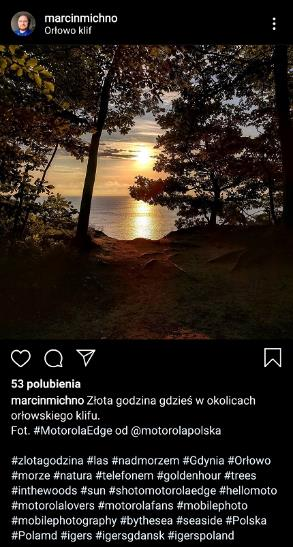 marcinmichno
Orłowo klif
53 polubienia
marcinmichno Złota godzina gdzieś w okolicach
orłowskiego klifu.
Fot. #MotorolaEdge od @motorolapolska
#zlotagodzina #las #nadmorzem #Gdynia #Orłowo
#morze #natura #telefonem #goldenhour #trees
#inthewoods #sun #shotomotorolaedge #hellomoto
#motorolalovers #motorolafans #mobilephoto
#mobilephotography #bythesea #seaside #Polska
#Polamd #igers #igersgdansk #igerspoland